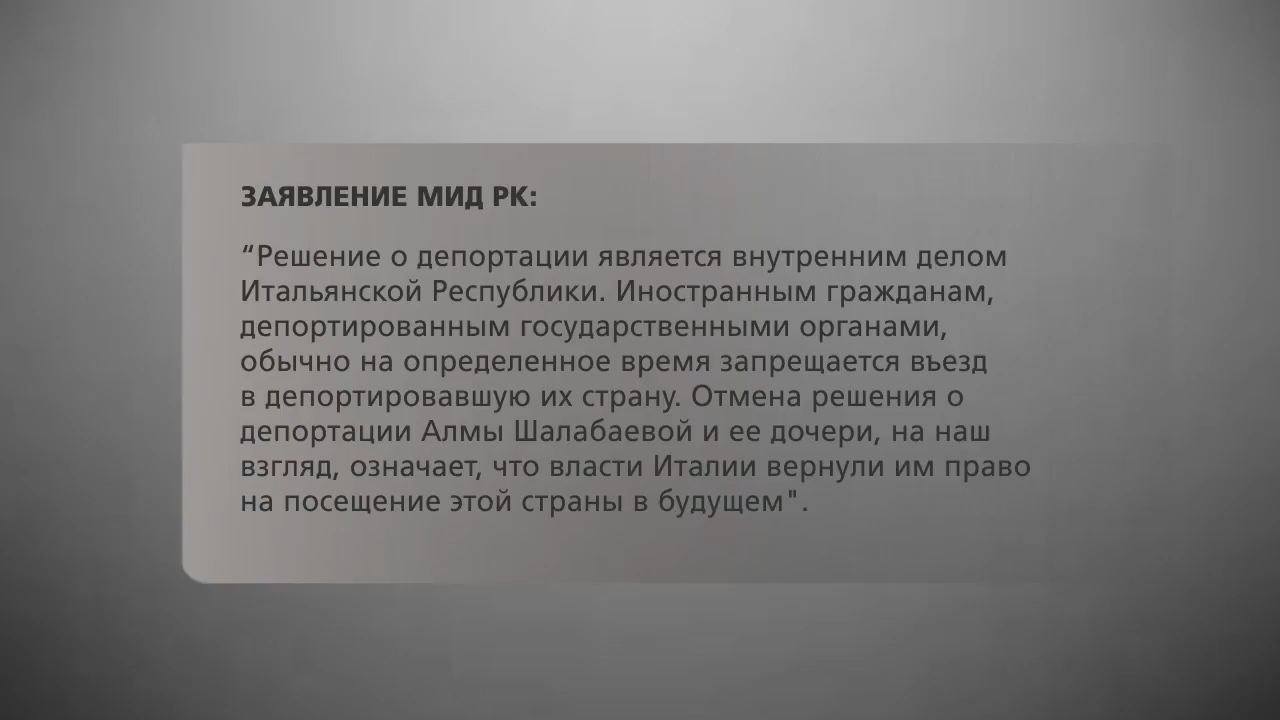 ЗАЯВЛЕНИЕ МИД РК:
“Решение о депортации является внутренним делом
Итальянской Республики. Иностранным гражданам,
депортированным государственными органами,
обычно на определенное время запрещается въезд
в депортировавшую их страну. Отмена решения о
депортации Алмы Шалабаевой и ее дочери, на наш
взгляд, означает, что власти Италии вернули им право
на посещение этой страны в будущем".